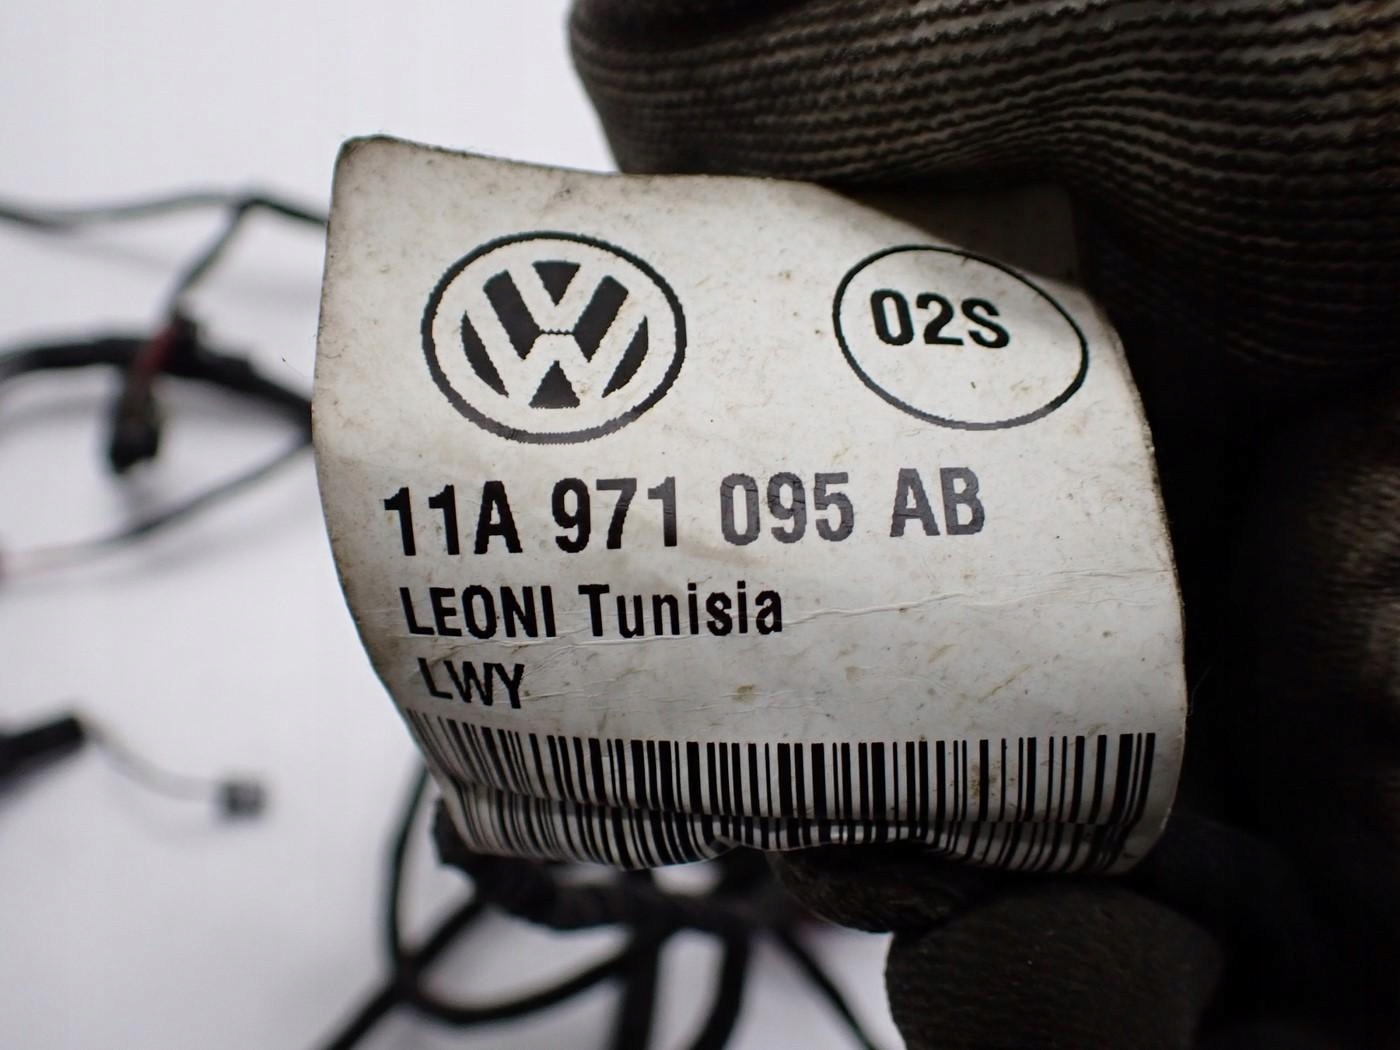 02S
11A 971 095 AB
LEONI Tunisia
LWY